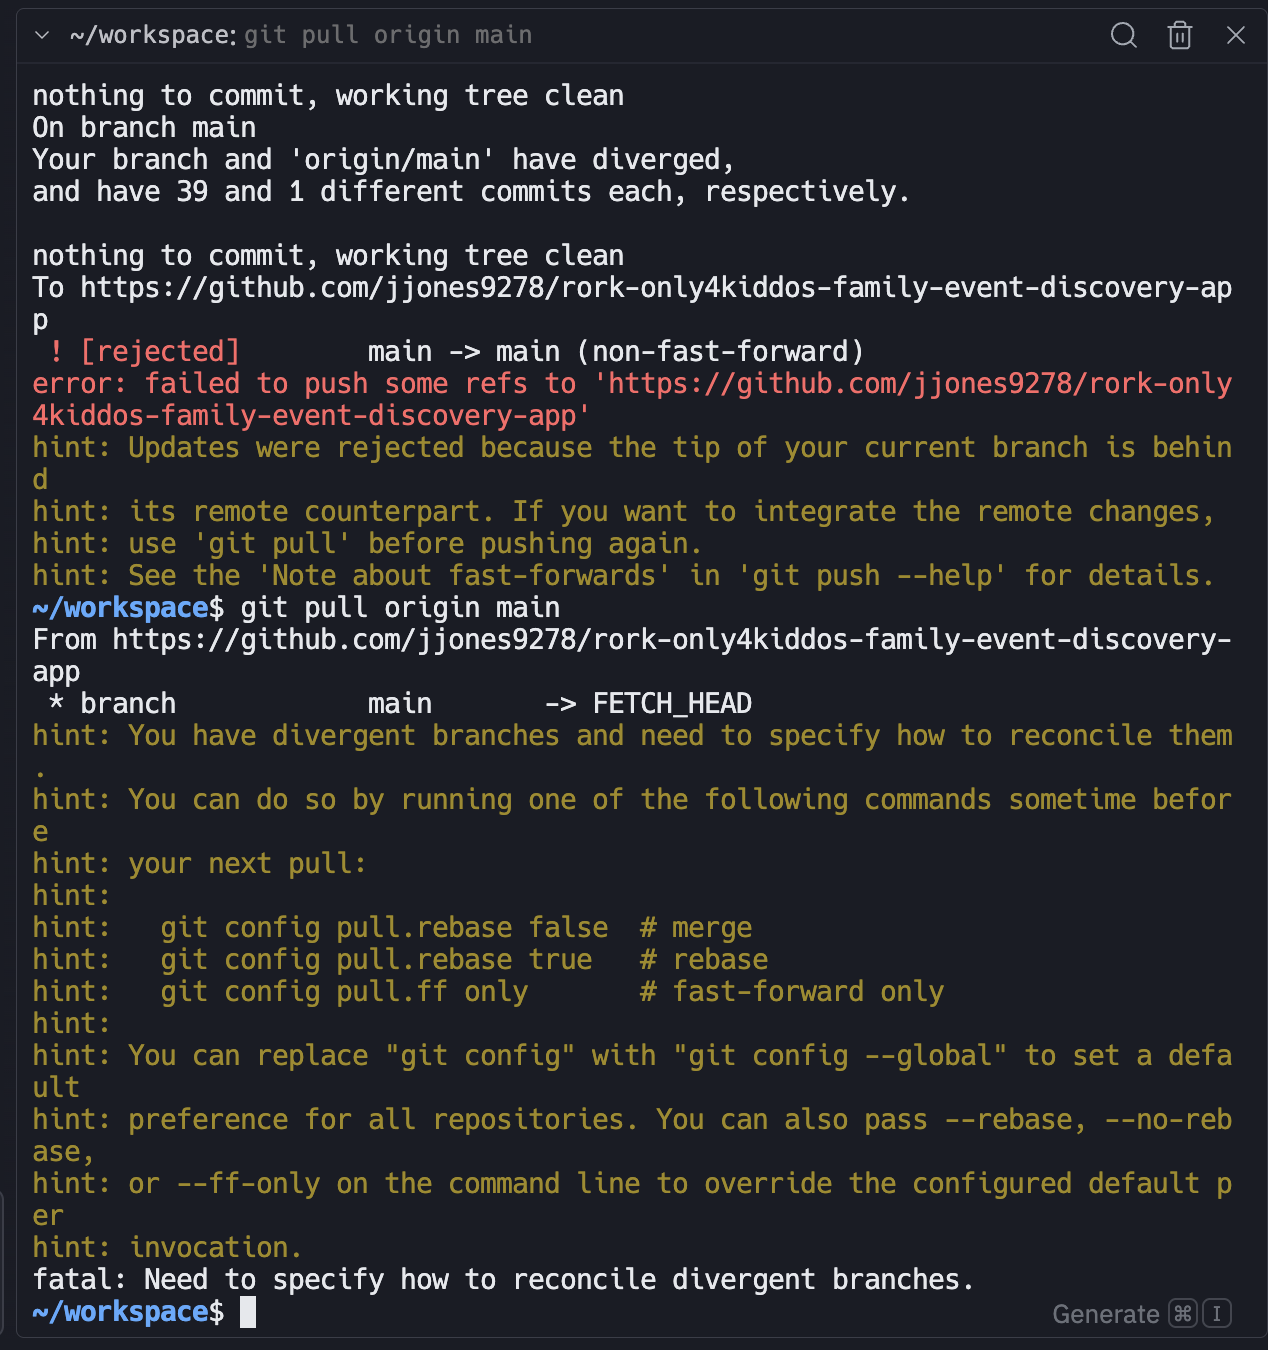 ~/workspace: git pull origin main
nothing to commit, working tree clean
On branch main
Your branch and 'origin/main' have diverged,
and have 39 and 1 different commits each, respectively.
nothing to commit, working tree clean
To https://github.com/jjones9278/rork-only4kiddos-family-event-discovery-ap
p
 ! [rejected]        main -> main (non-fast-forward)
error: failed to push some refs to 'https://github.com/jjones9278/rork-only
4kiddos-family-event-discovery-app'
hint: Updates were rejected because the tip of your current branch is behin
d
hint: its remote counterpart. If you want to integrate the remote changes,
hint: use 'git pull' before pushing again.
hint: See the 'Note about fast-forwards' in 'git push --help' for details.
~/workspace$ git pull origin main
From https://github.com/jjones9278/rork-only4kiddos-family-event-discovery-
app
 * branch            main       -> FETCH_HEAD
hint: You have divergent branches and need to specify how to reconcile them
.
hint: You can do so by running one of the following commands sometime befor
e
hint: your next pull:
hint:
hint:   git config pull.rebase false  # merge
hint:   git config pull.rebase true   # rebase
hint:   git config pull.ff only       # fast-forward only
hint:
hint: You can replace "git config" with "git config --global" to set a defa
ult
hint: preference for all repositories. You can also pass --rebase, --no-reb
ase,
hint: or --ff-only on the command line to override the configured default p
er
hint: invocation.
fatal: Need to specify how to reconcile divergent branches.
~/workspace$
Generate ⌘ I